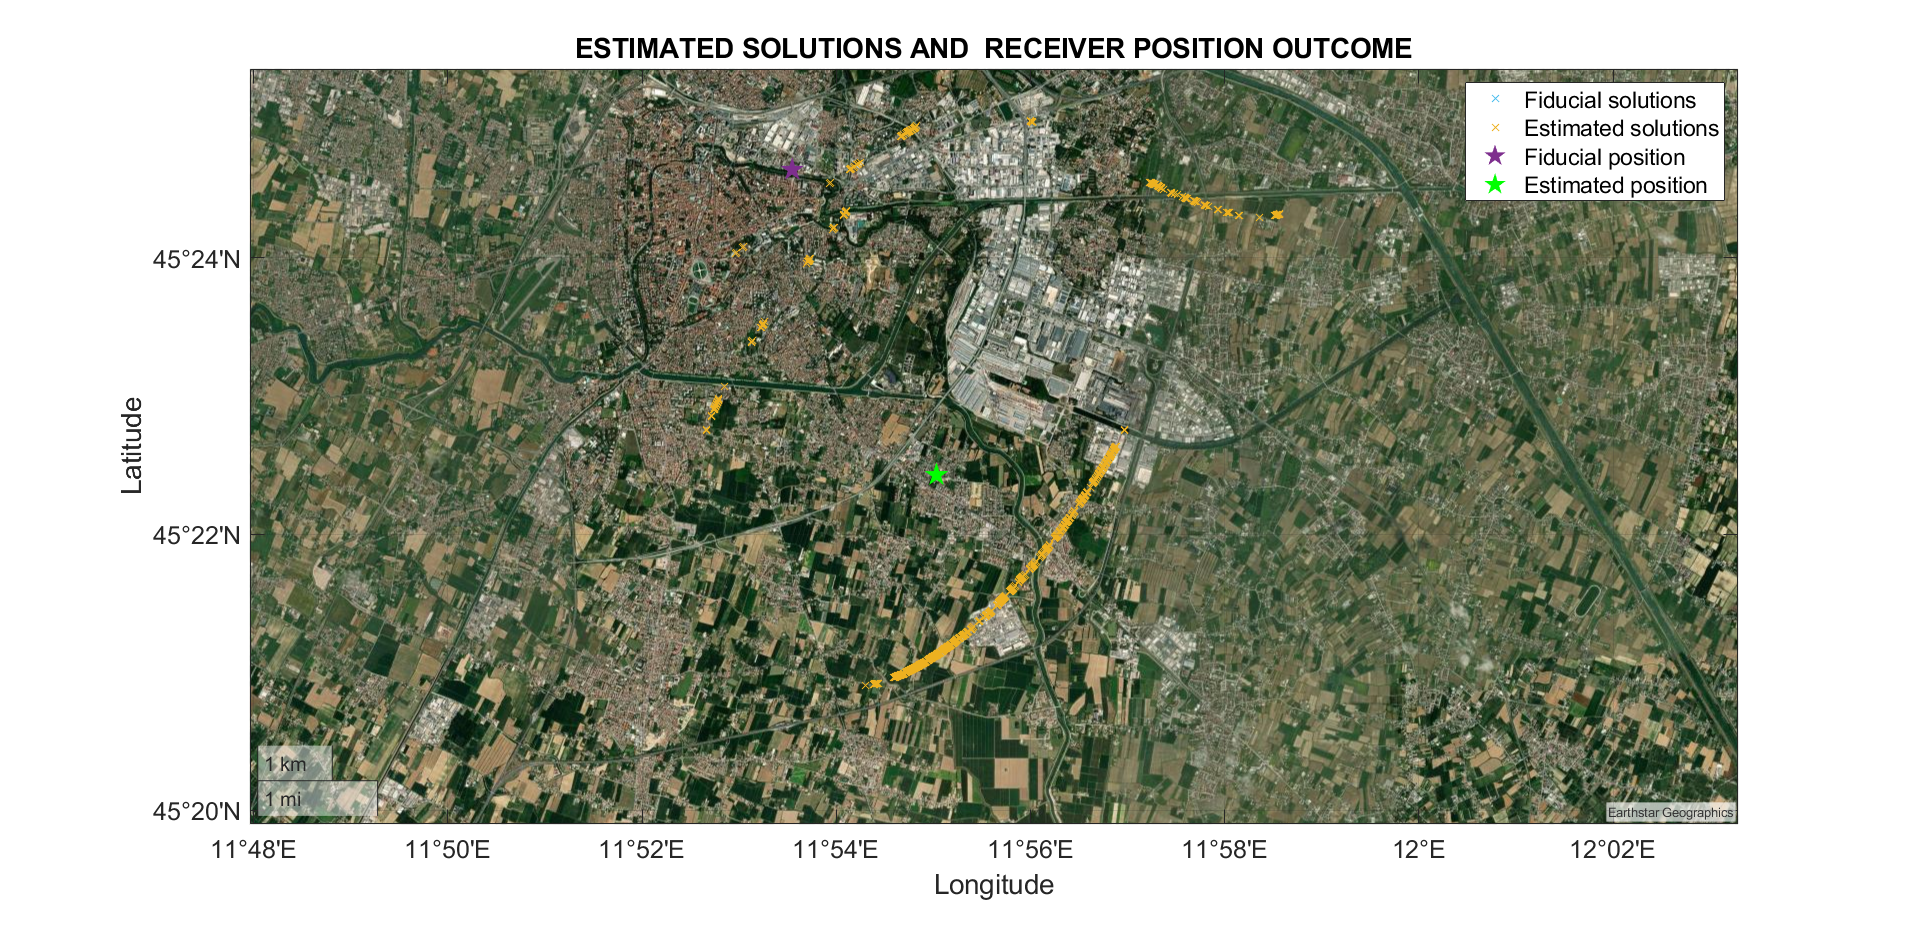 ESTIMATED SOLUTIONS AND  RECEIVER POSITION OUTCOME
Fiducial solutions
Estimated solutions
Fiducial position
Estimated position
Latitude
45°24'N
45°22'N
45°20'N
1 km
1 mi
Earthstar Geographics
11°48'E
11°50'E
11°52'E
11°54'E
11°56'E
11°58'E
12°E
12°02'E
Longitude